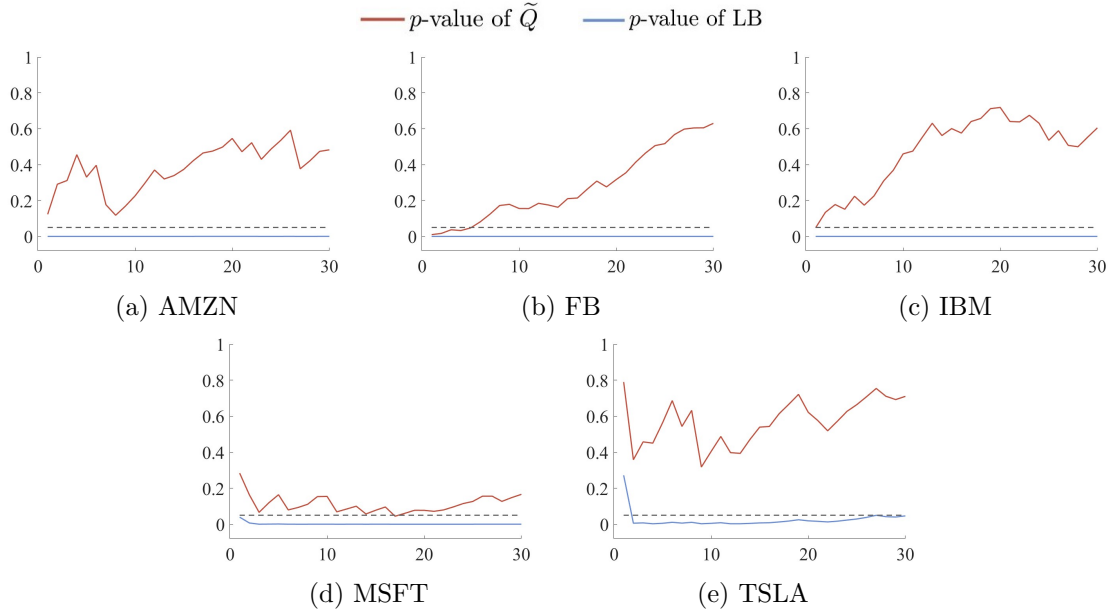 p-value of Q̃ p-value of LB
1 1 1
0.8 0.8 0.8
0.6 0.6 0.6
0.4 0.4 0.4
0.2 0.2 0.2
0 0 0
0 10 20 30 0 10 20 30 0 10 20 30
(a) AMZN (b) FB (c) IBM
1 1
0.8 0.8
0.6 0.6
0.4 0.4
0.2 0.2
0 0
0 10 20 30 0 10 20 30
(d) MSFT (e) TSLA